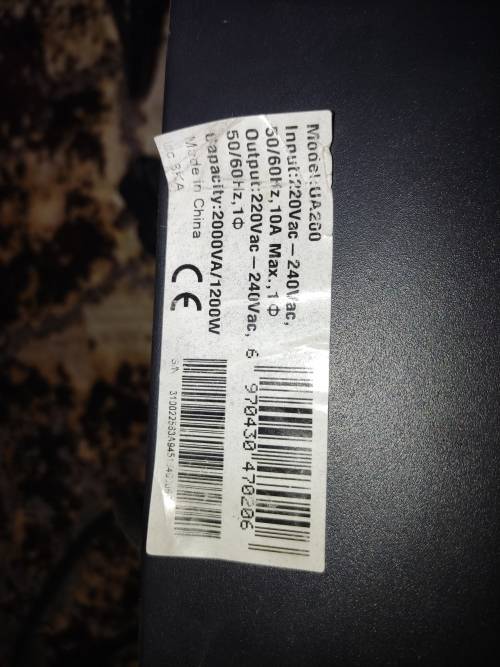 Model:UA200
Input:220Vac – 240Vac,
50/60Hz, 10A Max., 1Φ
Output:220Vac – 240Vac,
50/60Hz, 1Φ
Capacity:2000VA/1200W
Made in China
CE
6 970430 470206
S/N